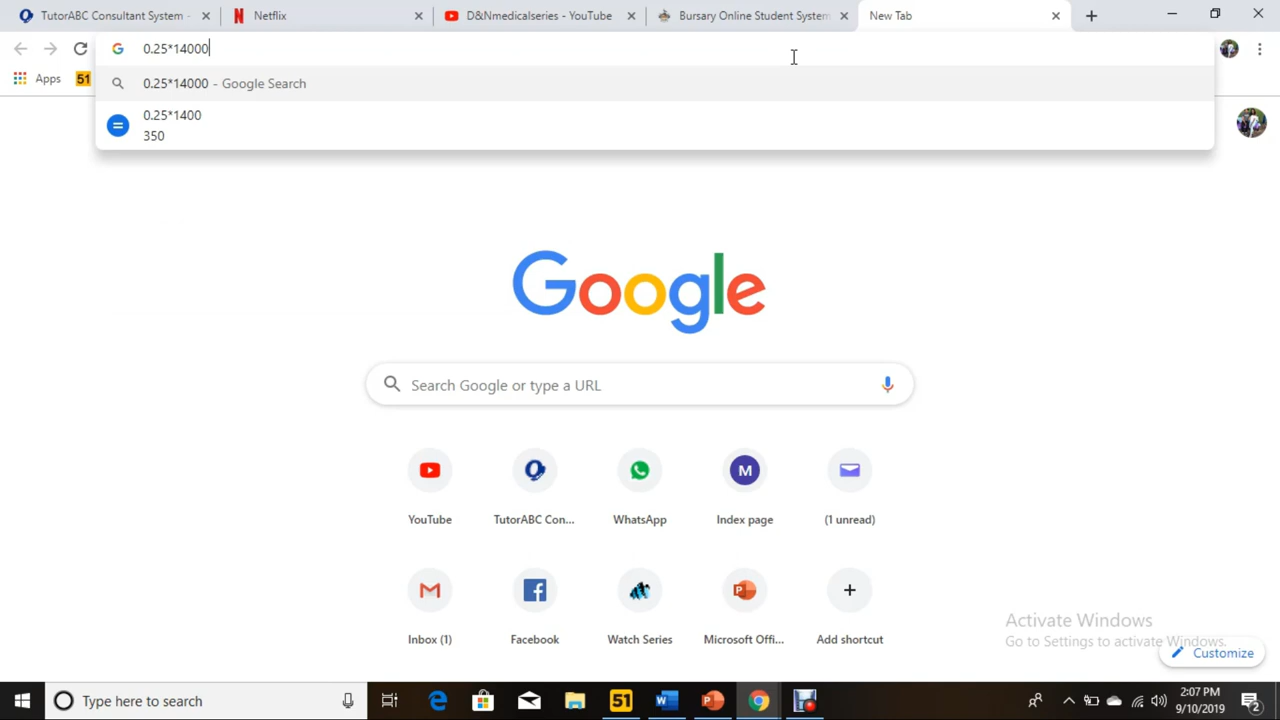 TutorABC Consultant System -
Netflix
D&Nmedicalseries - YouTube
Bursary Online Student System
New Tab
0.25*14000
Apps
51
0.25*14000 - Google Search
0.25*1400
350
Google
Search Google or type a URL
YouTube
TutorABC Con...
WhatsApp
M
Index page
(1 unread)
Inbox (1)
Facebook
Watch Series
Microsoft Offi...
Add shortcut
Activate Windows
Go to Settings to activate Windows.
Customize
Type here to search
51
2:07 PM
9/10/2019
2